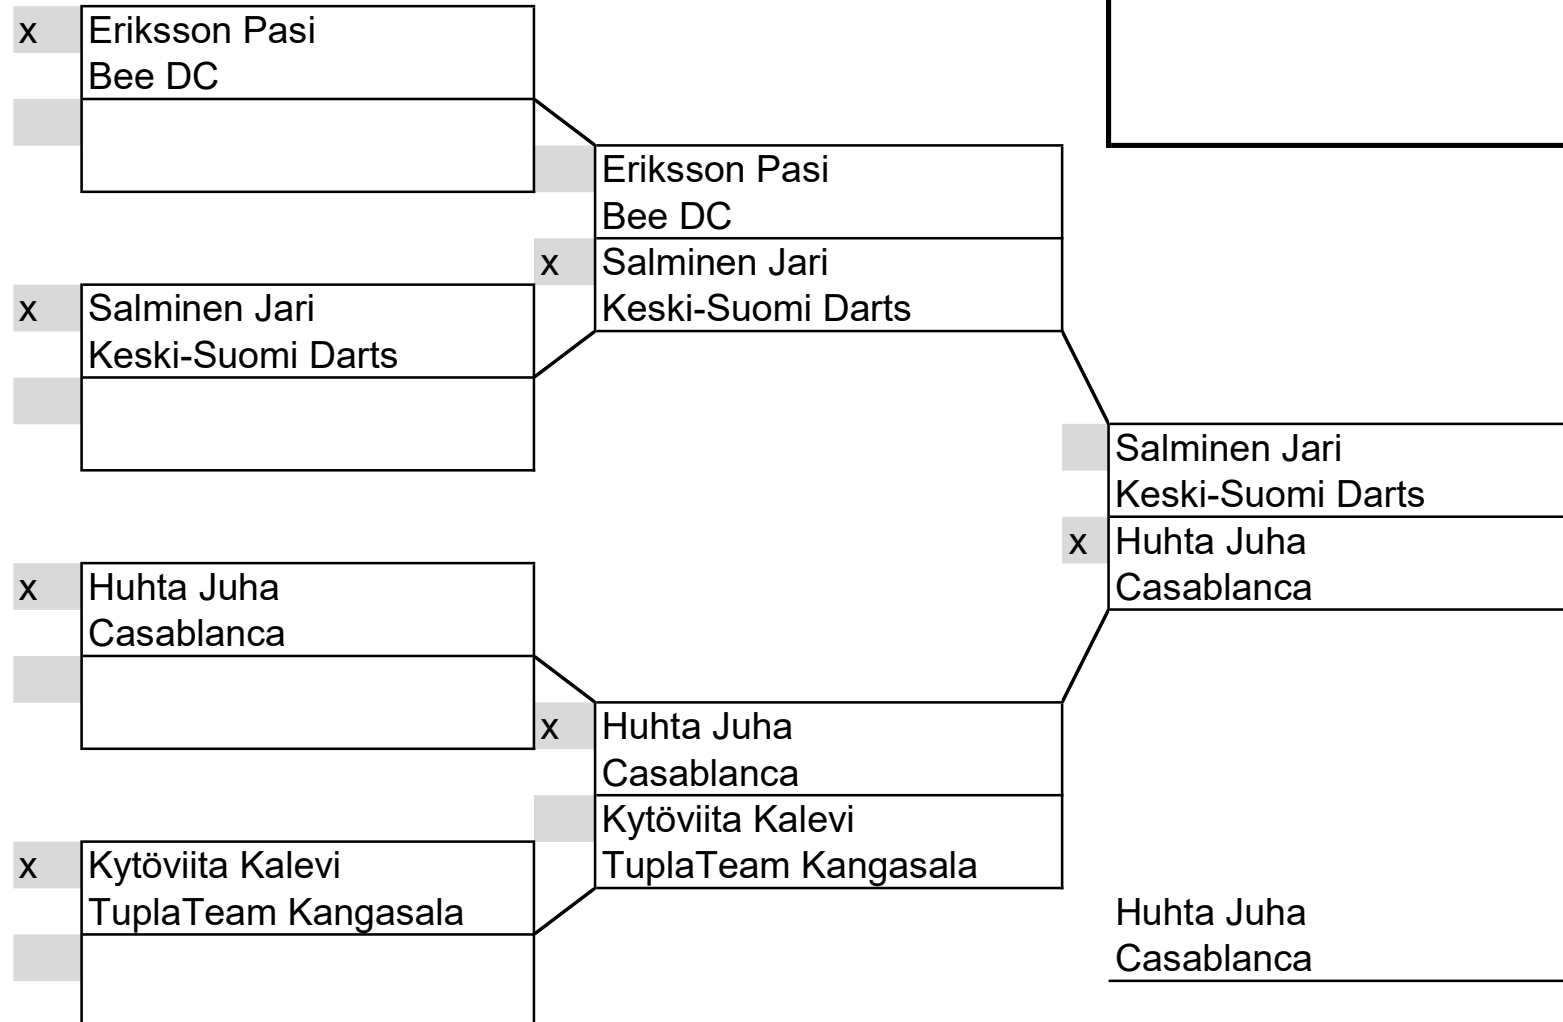 x Eriksson Pasi
Bee DC
Eriksson Pasi
Bee DC
x Salminen Jari
Keski-Suomi Darts
x Salminen Jari
Keski-Suomi Darts
Salminen Jari
Keski-Suomi Darts
x Huhta Juha
Casablanca
x Huhta Juha
Casablanca
x Huhta Juha
Casablanca
Kytöviita Kalevi
TuplaTeam Kangasala
x Kytöviita Kalevi
TuplaTeam Kangasala
Huhta Juha
Casablanca